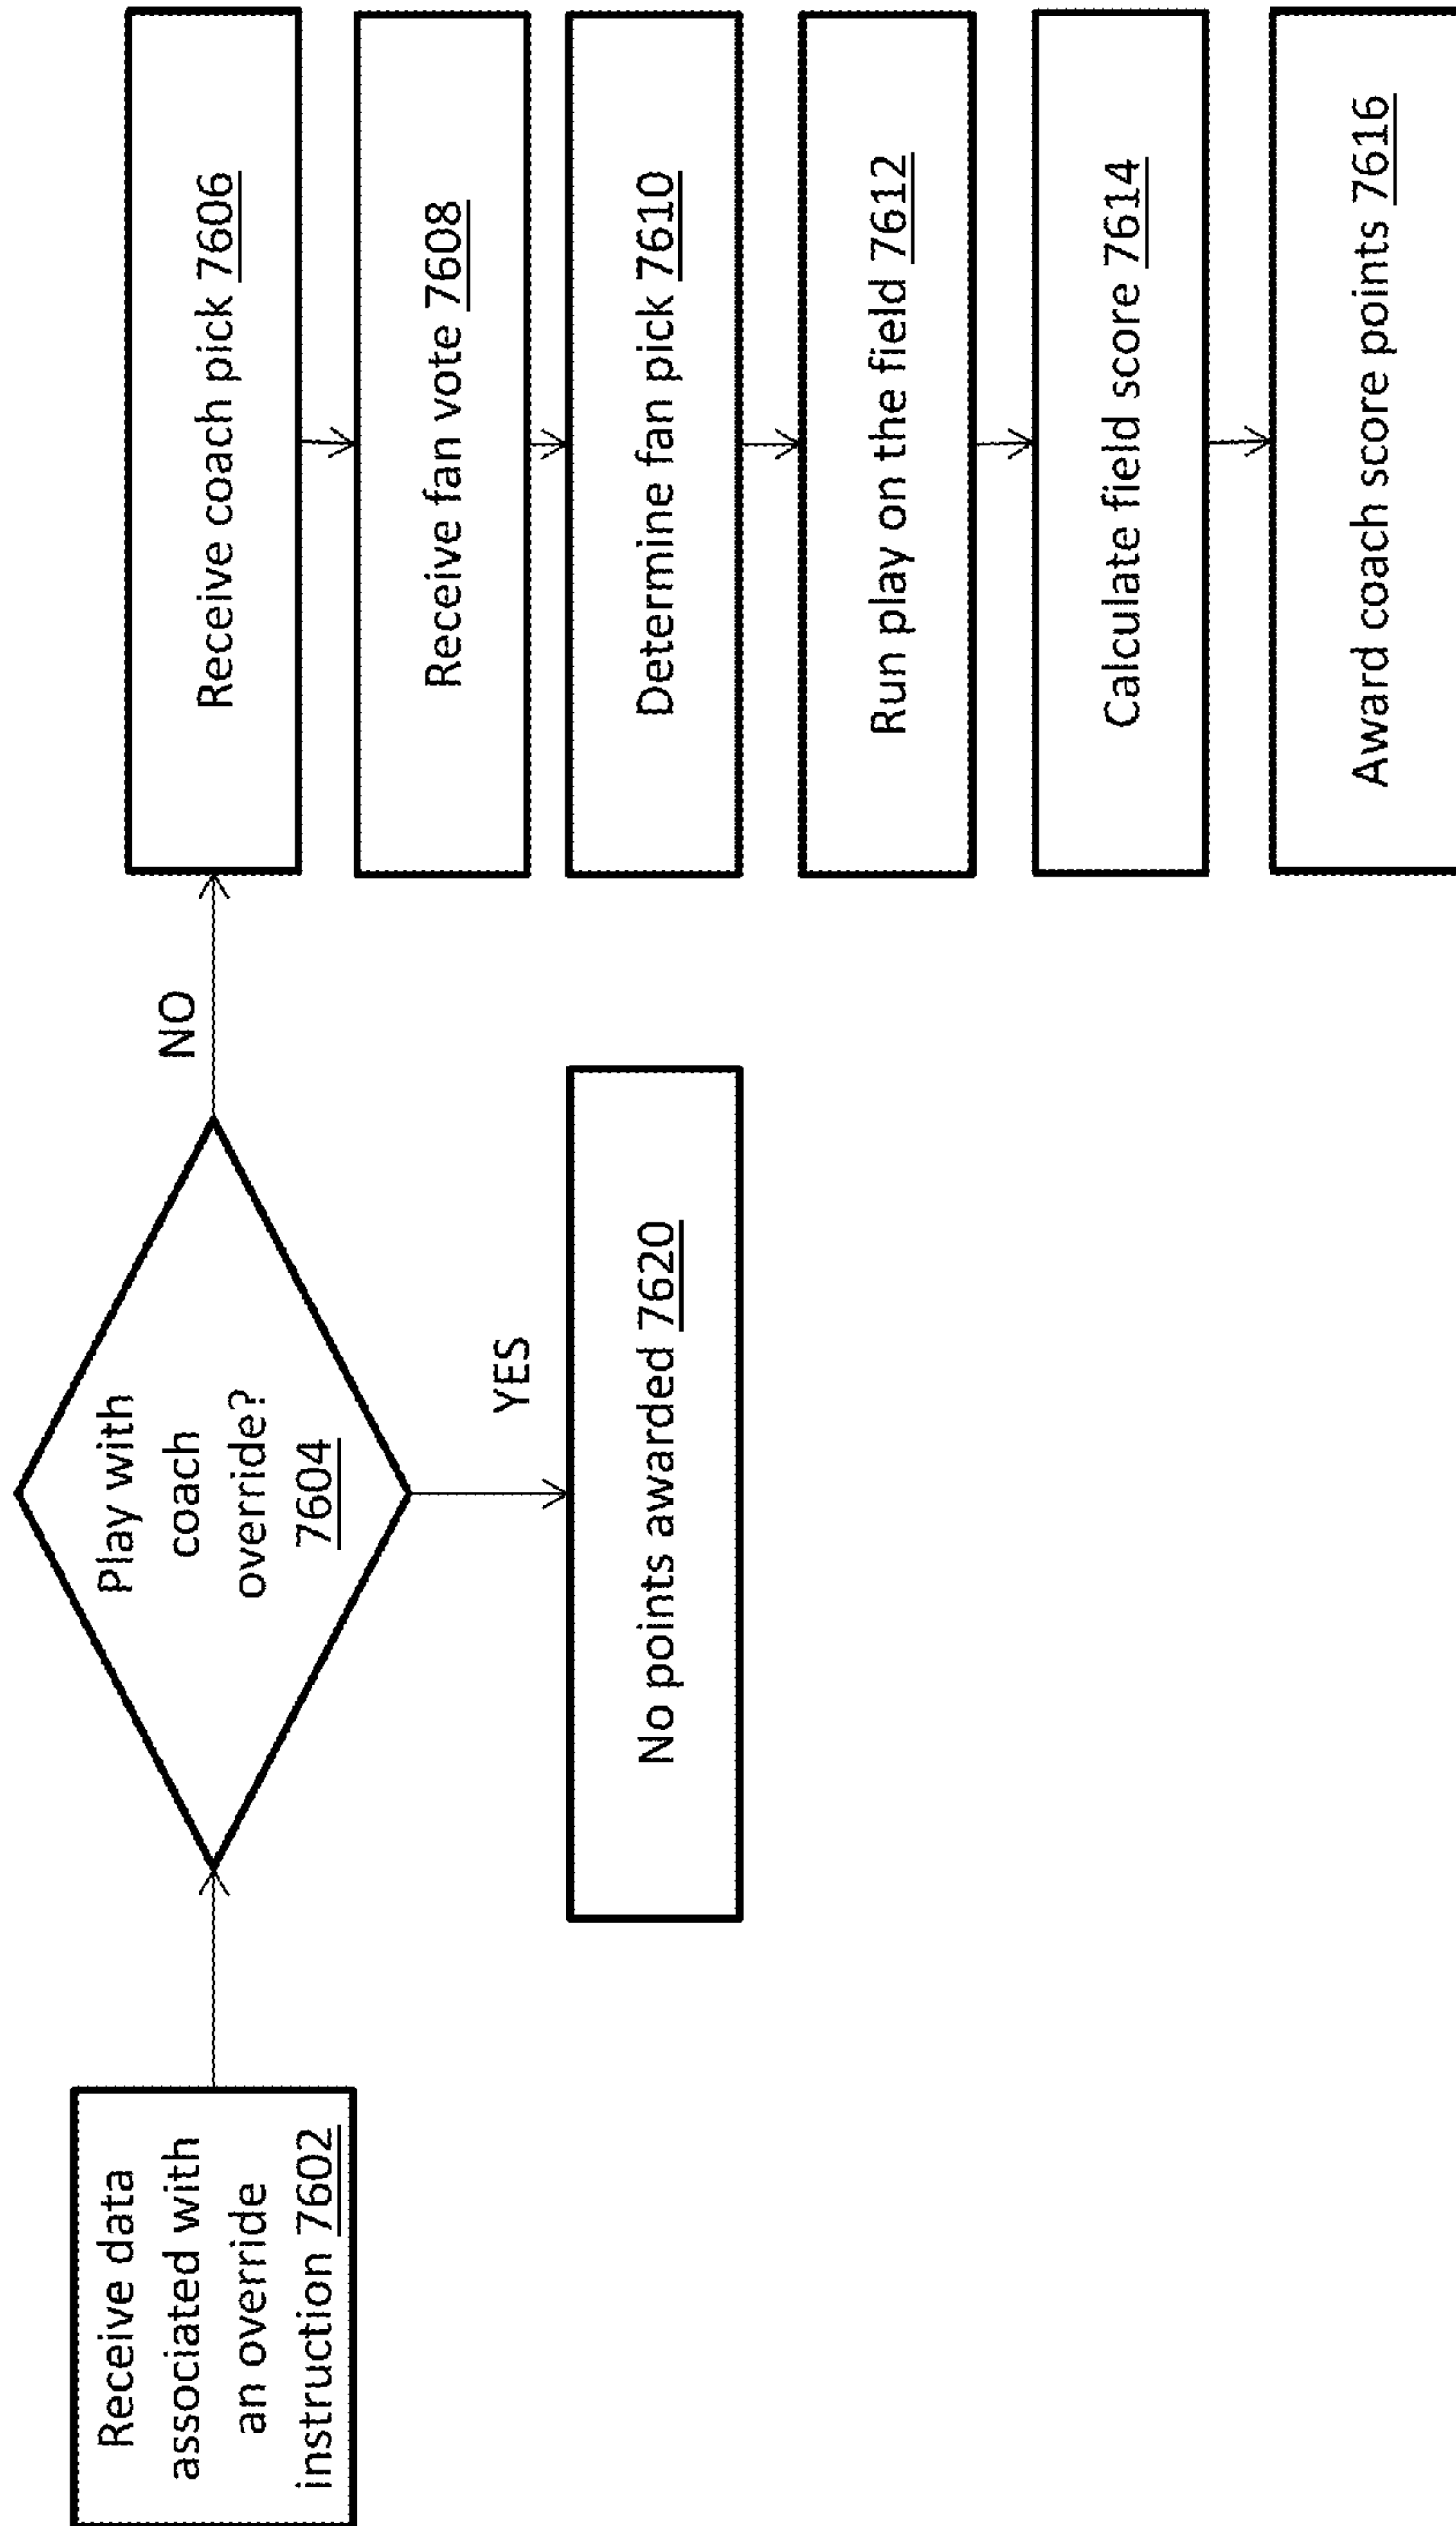 Receive data
associated with
an override
instruction 7602
Play with
coach
override?
7604
NO
YES
No points awarded 7620
Receive coach pick 7606
Receive fan vote 7608
Determine fan pick 7610
Run play on the field 7612
Calculate field score 7614
Award coach score points 7616